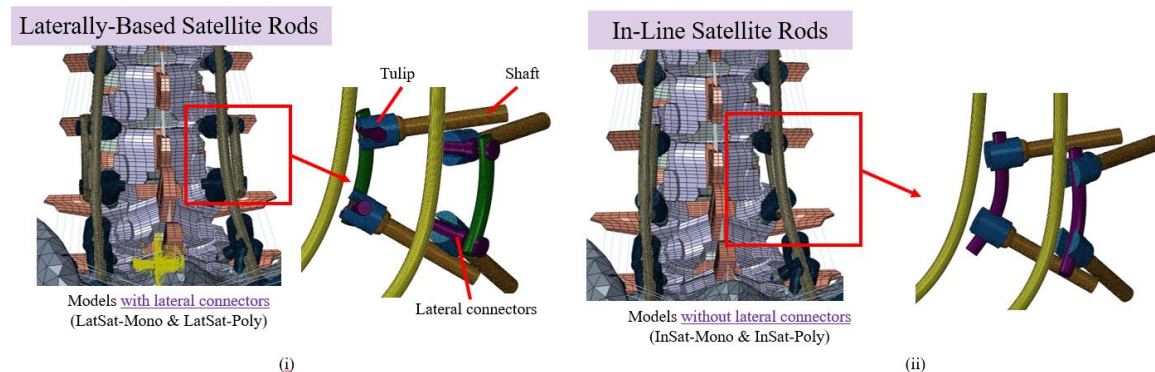 Laterally-Based Satellite Rods
Tulip
Shaft
Lateral connectors
Models with lateral connectors
(LatSat-Mono & LatSat-Poly)
(i)
In-Line Satellite Rods
Models without lateral connectors
(InSat-Mono & InSat-Poly)
(ii)